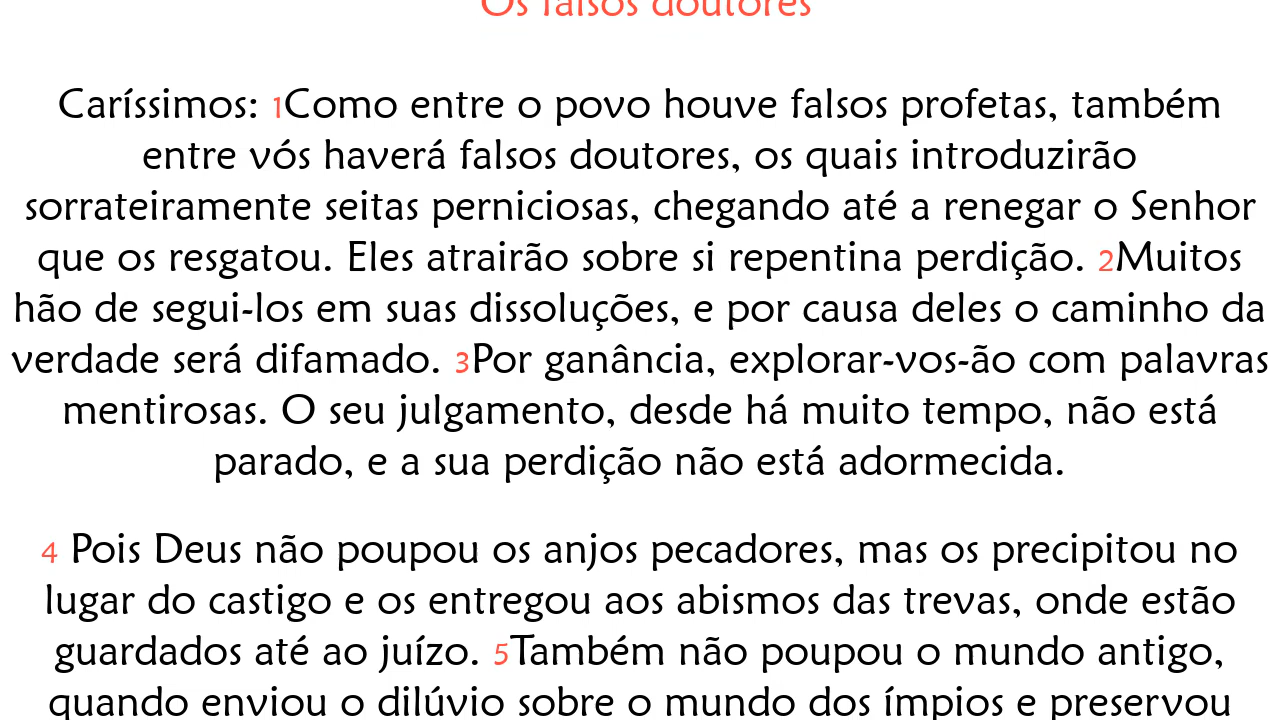 Os falsos doutores
Caríssimos: 1Como entre o povo houve falsos profetas, também
entre vós haverá falsos doutores, os quais introduzirão
sorrateiramente seitas perniciosas, chegando até a renegar o Senhor
que os resgatou. Eles atrairão sobre si repentina perdição. 2Muitos
hão de segui-los em suas dissoluções, e por causa deles o caminho da
verdade será difamado. 3Por ganância, explorar-vos-ão com palavras
mentirosas. O seu julgamento, desde há muito tempo, não está
parado, e a sua perdição não está adormecida.
4 Pois Deus não poupou os anjos pecadores, mas os precipitou no
lugar do castigo e os entregou aos abismos das trevas, onde estão
guardados até ao juízo. 5Também não poupou o mundo antigo,
quando enviou o dilúvio sobre o mundo dos ímpios e preservou